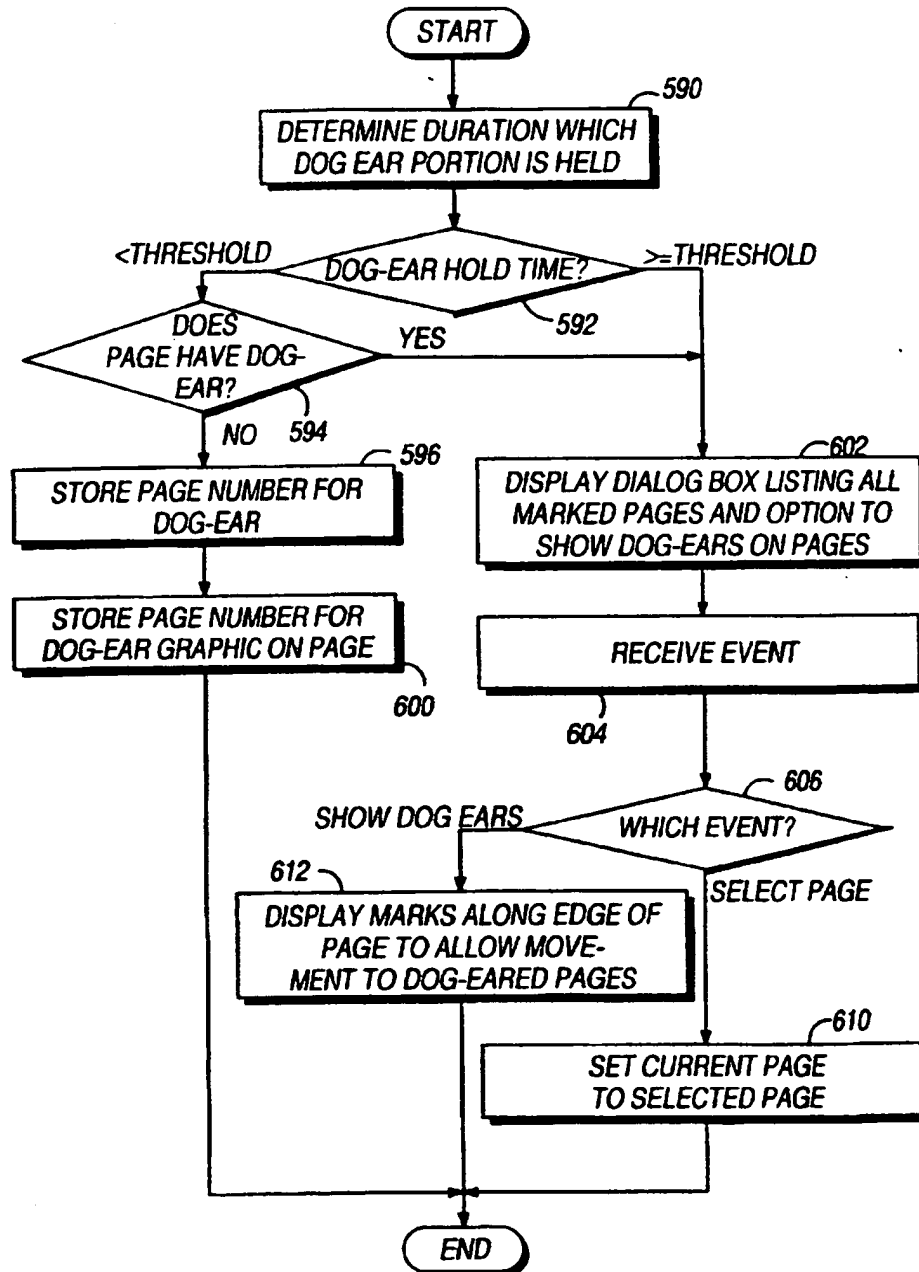 START
590
DETERMINE DURATION WHICH
DOG EAR PORTION IS HELD
<THRESHOLD
DOG-EAR HOLD TIME?
>=THRESHOLD
592
DOES
PAGE HAVE DOG-
EAR?
YES
594
NO
596
STORE PAGE NUMBER FOR
DOG-EAR
602
DISPLAY DIALOG BOX LISTING ALL
MARKED PAGES AND OPTION TO
SHOW DOG-EARS ON PAGES
STORE PAGE NUMBER FOR
DOG-EAR GRAPHIC ON PAGE
600
RECEIVE EVENT
604
606
SHOW DOG EARS
WHICH EVENT?
SELECT PAGE
612
DISPLAY MARKS ALONG EDGE OF
PAGE TO ALLOW MOVE-
MENT TO DOG-EARED PAGES
610
SET CURRENT PAGE
TO SELECTED PAGE
END